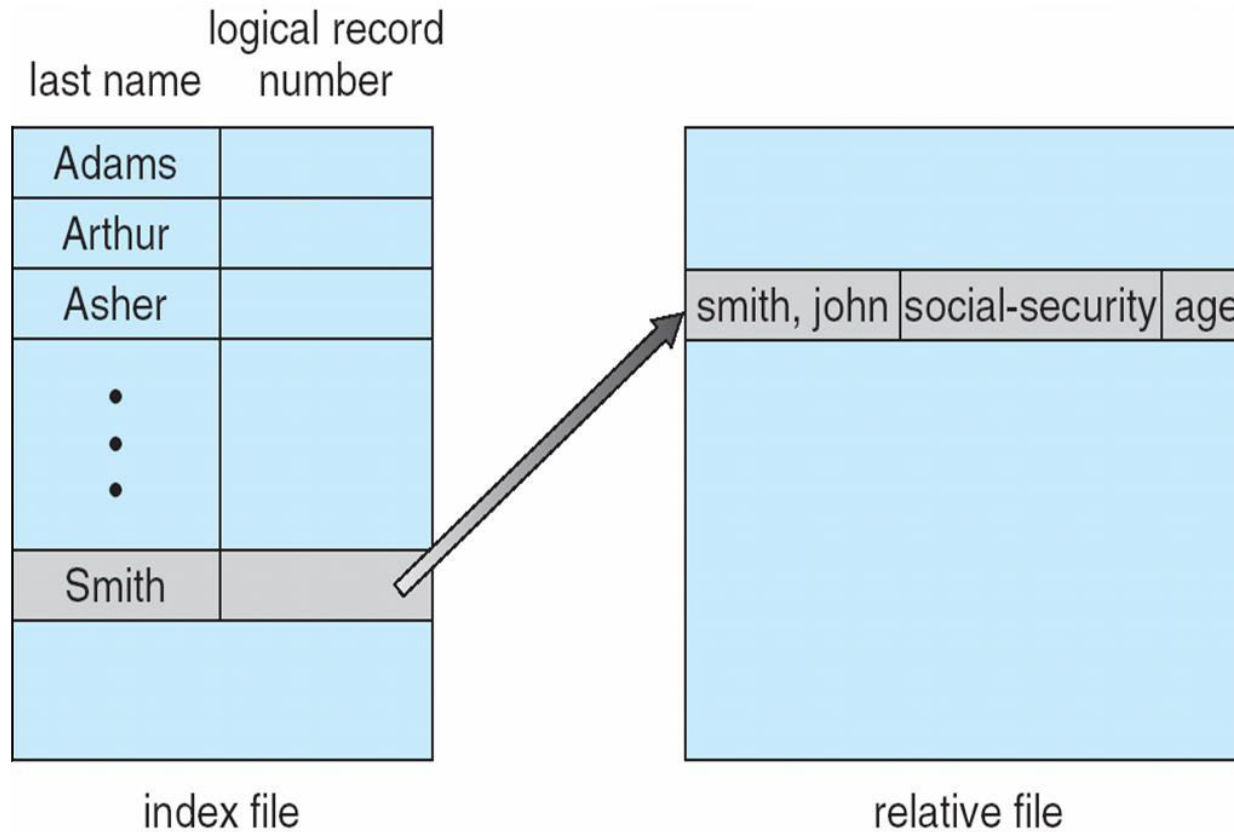 logical record
last name number
Adams
Arthur
Asher
Smith
index file
smith, john social-security age
relative file